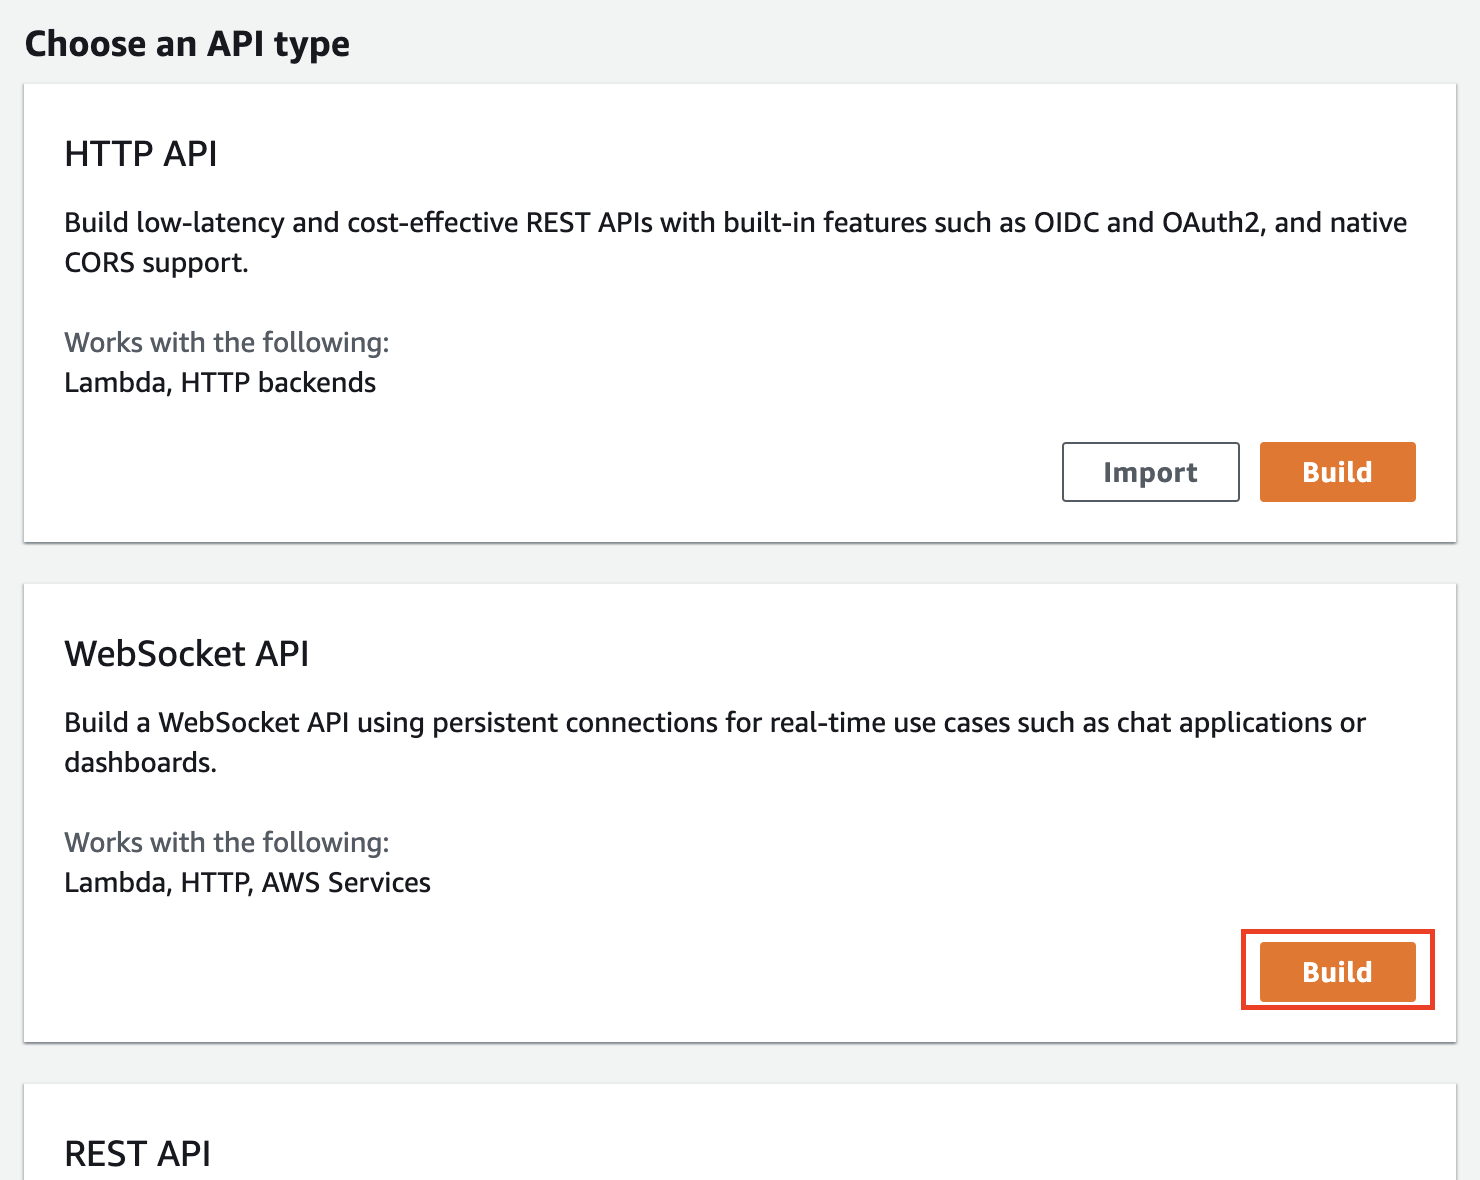 Choose an API type
HTTP API
Build low-latency and cost-effective REST APIs with built-in features such as OIDC and OAuth2, and native
CORS support.
Works with the following:
Lambda, HTTP backends
Import
Build
WebSocket API
Build a WebSocket API using persistent connections for real-time use cases such as chat applications or
dashboards.
Works with the following:
Lambda, HTTP, AWS Services
Build
REST API